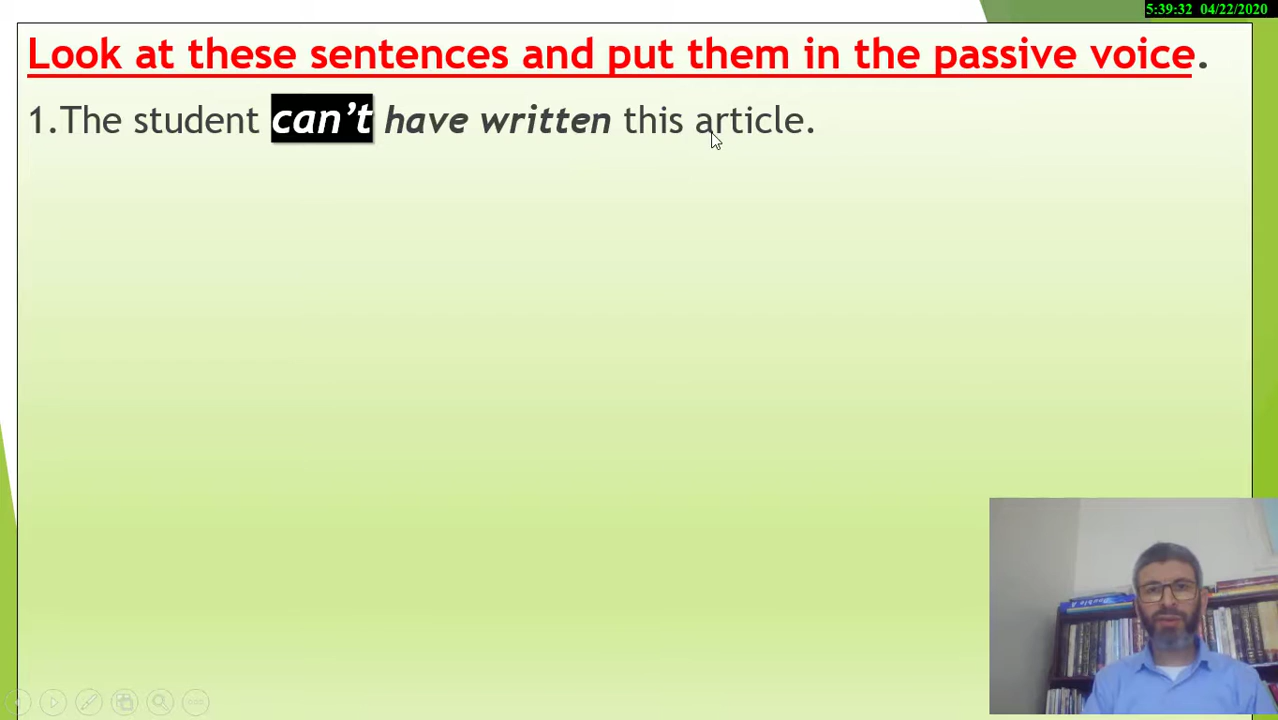 5:39:32 04/22/2020
Look at these sentences and put them in the passive voice.
1.The student can’t have written this article.